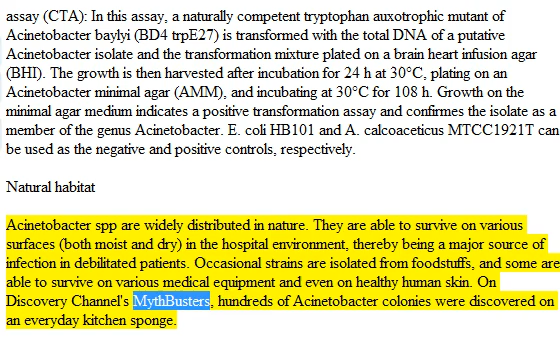 assay (CTA): In this assay, a naturally competent tryptophan auxotrophic mutant of
Acinetobacter baylyi (BD4 trpE27) is transformed with the total DNA of a putative
Acinetobacter isolate and the transformation mixture plated on a brain heart infusion agar
(BHI). The growth is then harvested after incubation for 24 h at 30°C, plating on an
Acinetobacter minimal agar (AMM), and incubating at 30°C for 108 h. Growth on the
minimal agar medium indicates a positive transformation assay and confirms the isolate as a
member of the genus Acinetobacter. E. coli HB101 and A. calcoaceticus MTCC1921T can
be used as the negative and positive controls, respectively.
Natural habitat
Acinetobacter spp are widely distributed in nature. They are able to survive on various
surfaces (both moist and dry) in the hospital environment, thereby being a major source of
infection in debilitated patients. Occasional strains are isolated from foodstuffs, and some are
able to survive on various medical equipment and even on healthy human skin. On
Discovery Channel's MythBusters, hundreds of Acinetobacter colonies were discovered on
an everyday kitchen sponge.